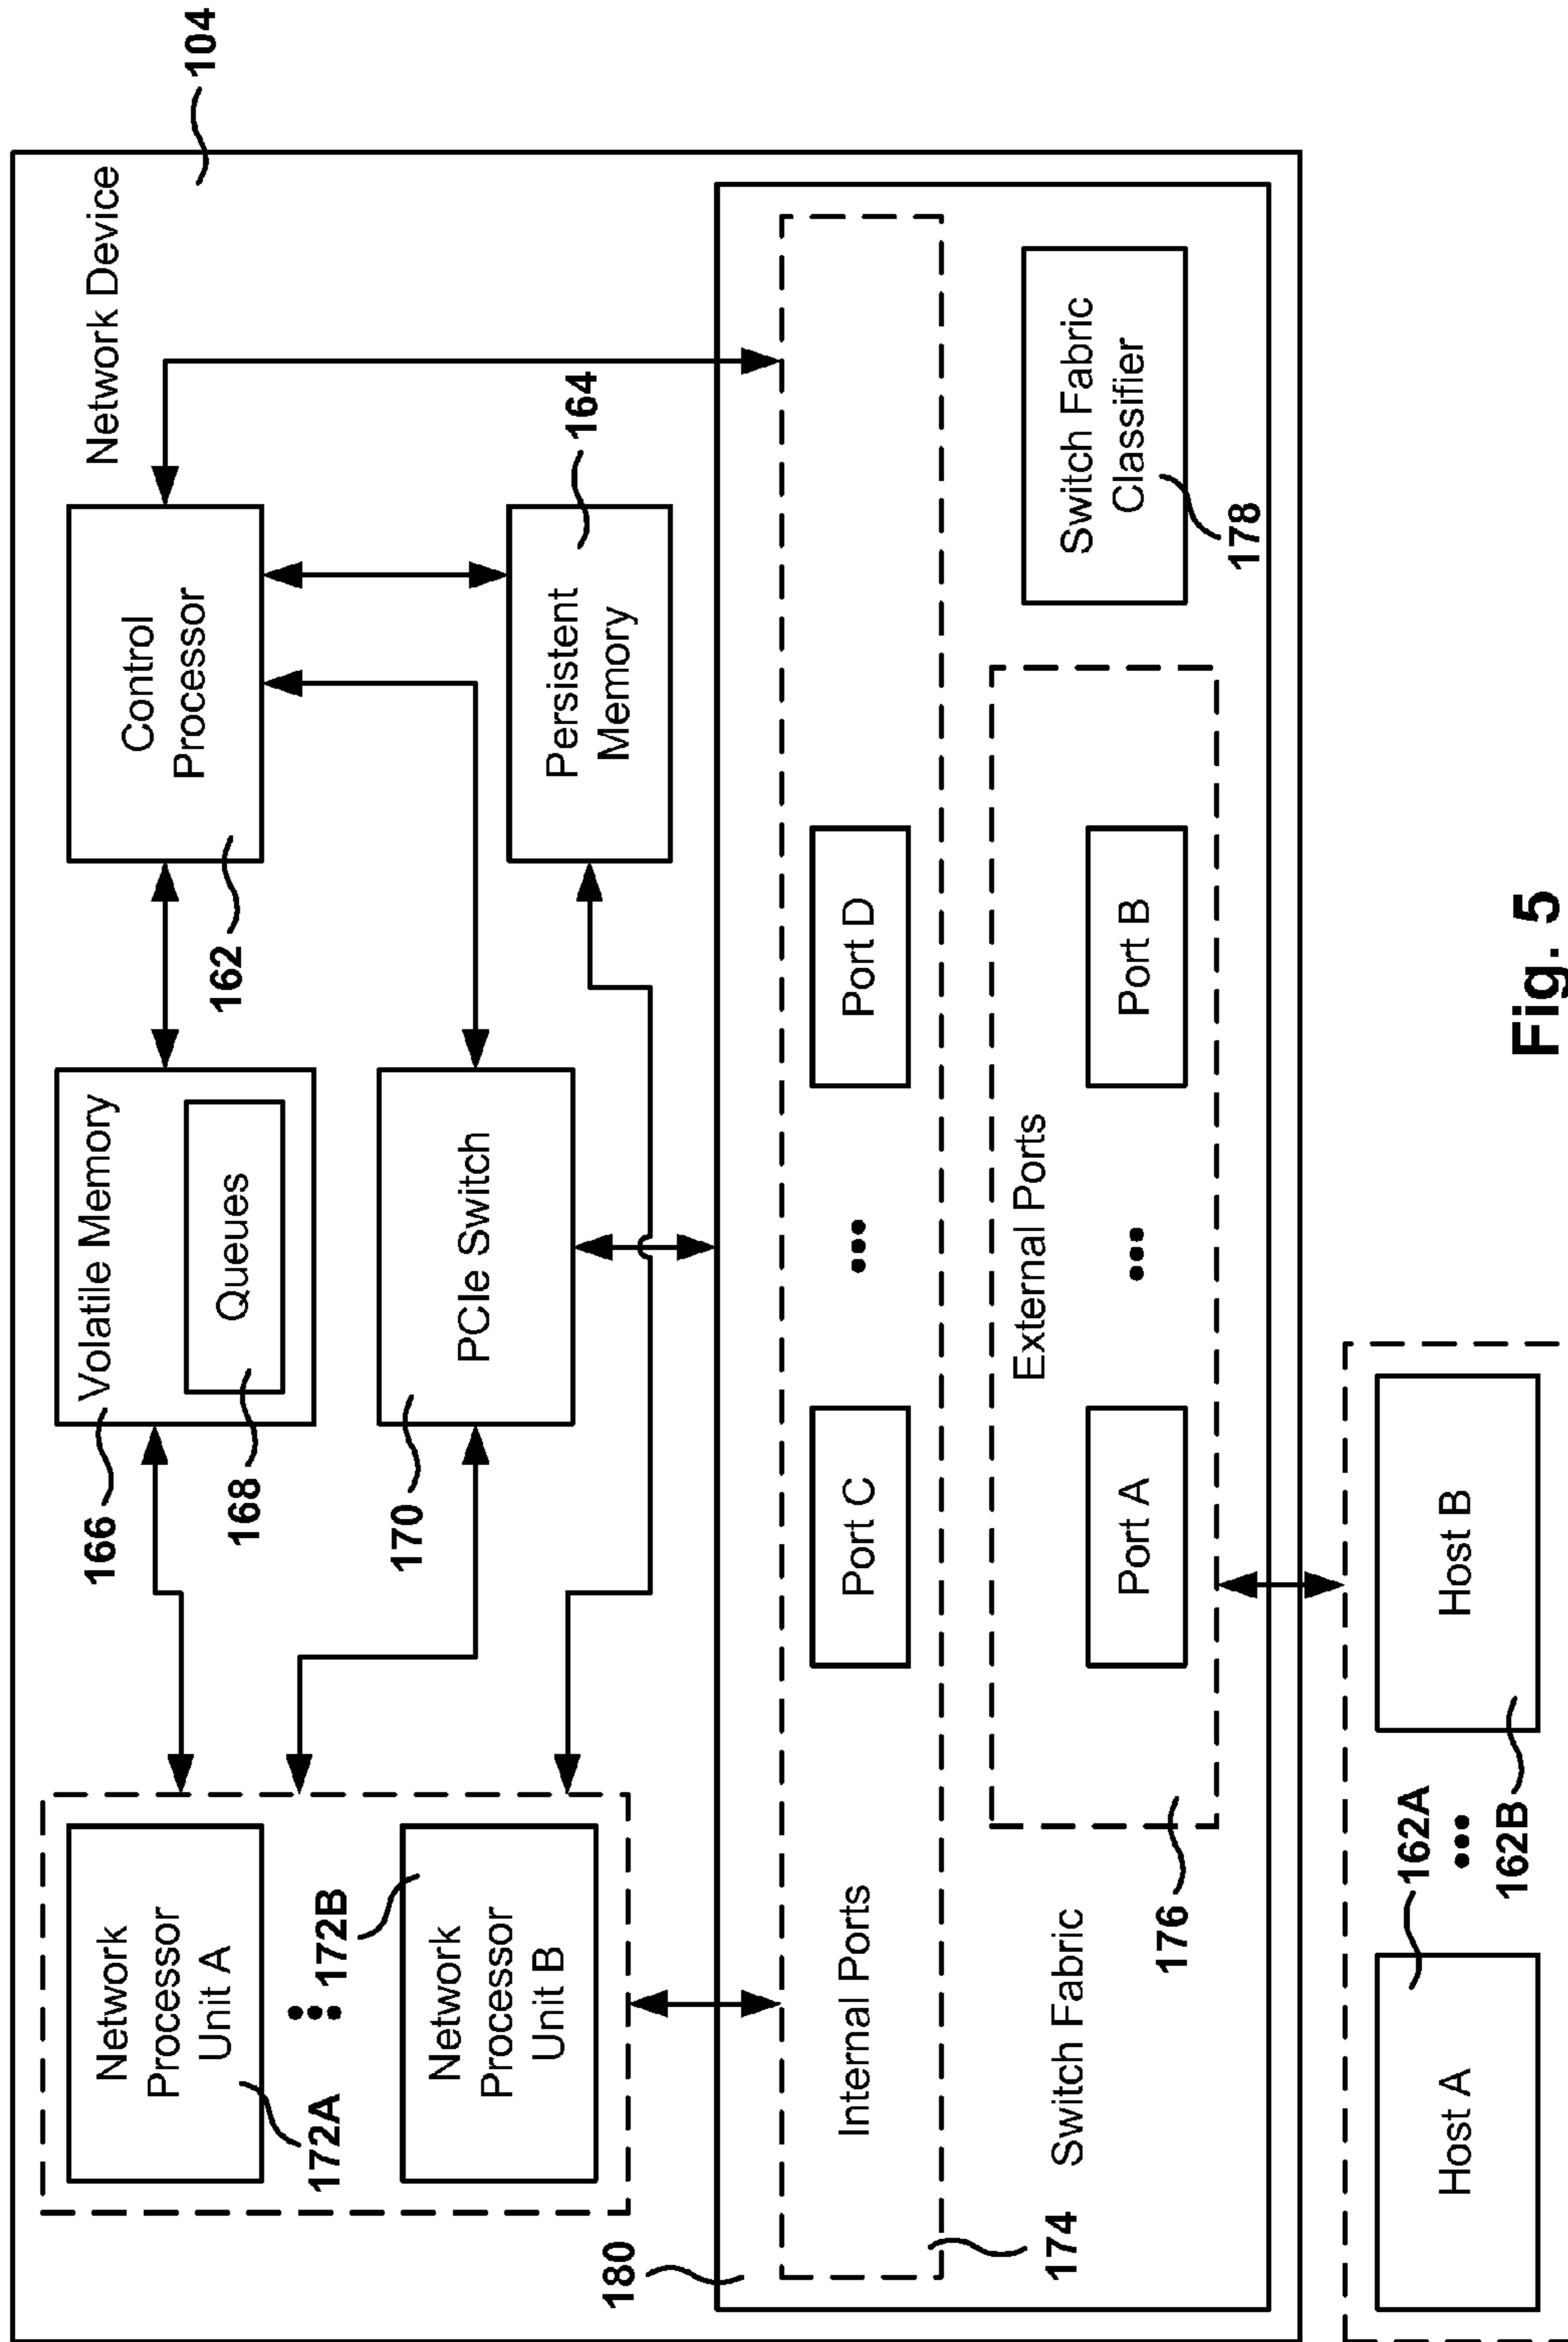 Network Device
104
Network
Processor
Unit A
172A
172B
Network
Processor
Unit B
166
Volatile Memory
Queues
168
Control
Processor
162
170
PCIe Switch
Persistent
Memory
164
180
Internal Ports
Port C
•••
Port D
174
Switch Fabric
External Ports
Port A
•••
Port B
176
Switch Fabric
Classifier
178
Host A
162A
•••
162B
Host B
Fig. 5